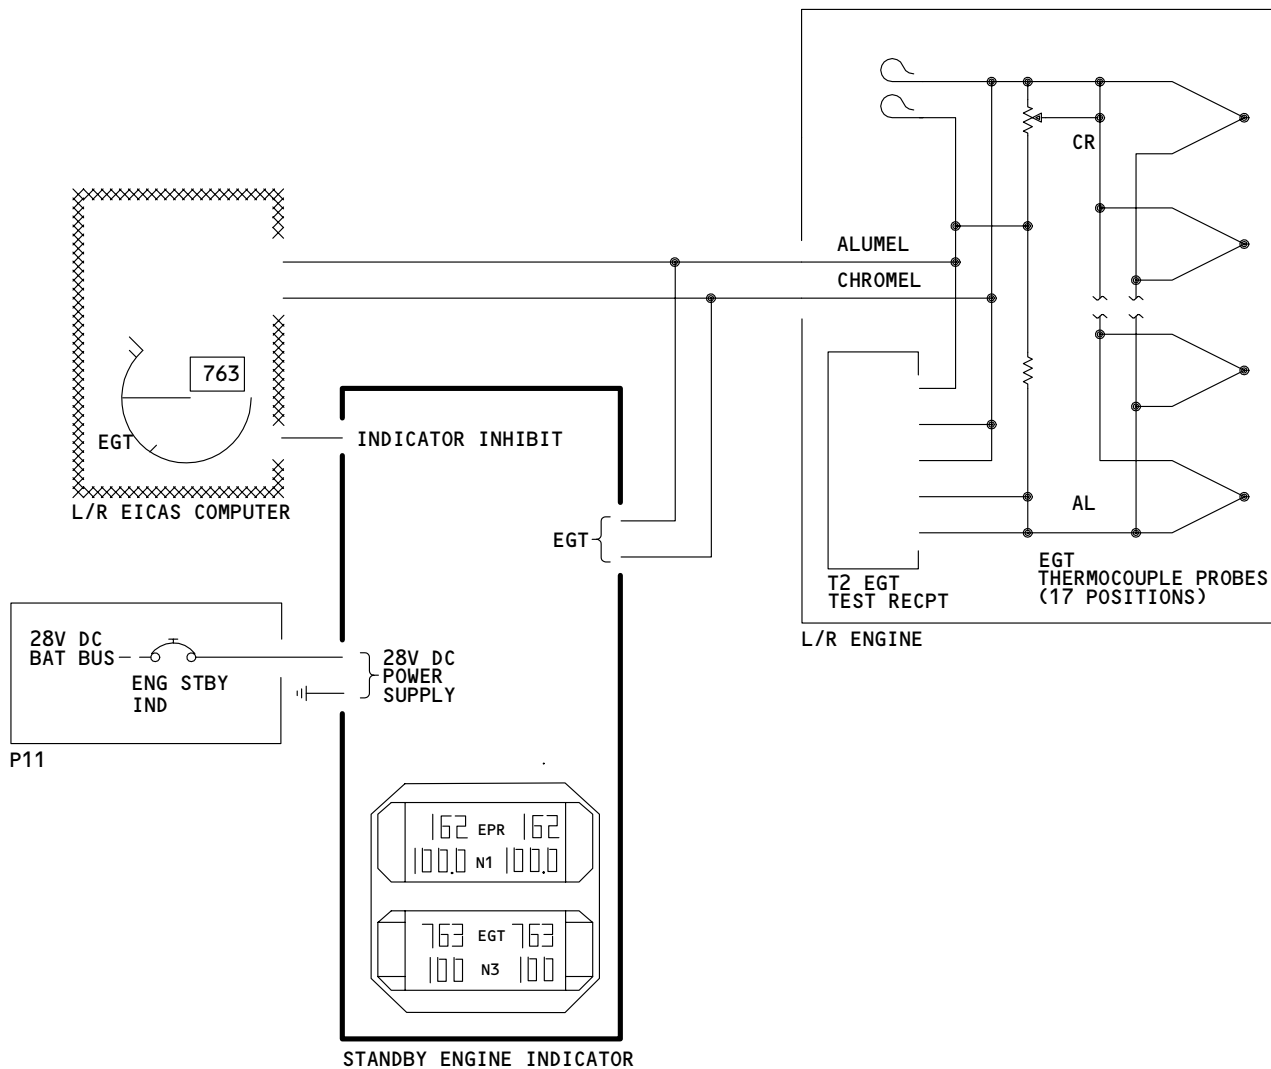 CR
ALUMEL
CHROMEL
763
EGT
INDICATOR INHIBIT
L/R EICAS COMPUTER
AL
EGT
EGT
THERMOCOUPLE PROBES
(17 POSITIONS)
T2 EGT
TEST RECPT
L/R ENGINE
28V DC
BAT BUS
ENG STBY
IND
28V DC
POWER
SUPPLY
P11
162 EPR 162
100.0 N1 100.0
763 EGT 763
100 N3 100
STANDBY ENGINE INDICATOR